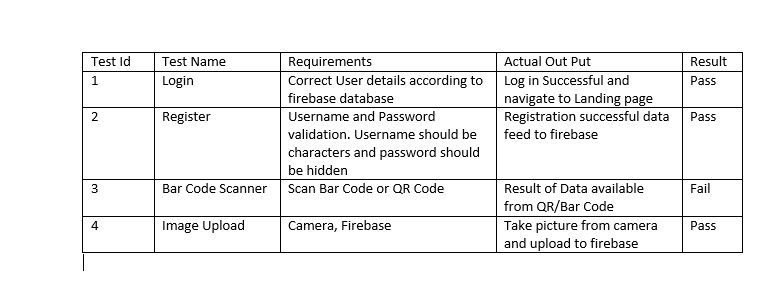 Test Id Test Name Requirements Actual Out Put Result
1 Login Correct User details according to Log in Successful and Pass
firebase database navigate to Landing page
2 Register Username and Password Registration successful data Pass
validation. Username should be feed to firebase
characters and password should
be hidden
3 Bar Code Scanner Scan Bar Code or QR Code Result of Data available Fail
from QR/Bar Code
4 Image Upload Camera, Firebase Take picture from camera Pass
and upload to firebase